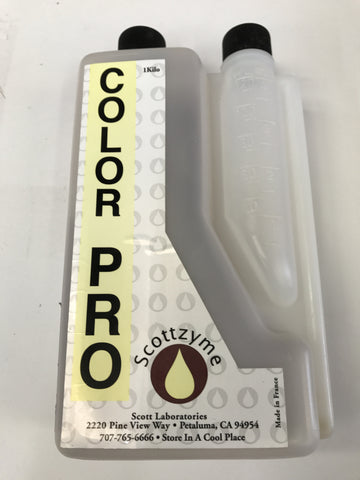 1Kilo
COLOR PRO
Scottzyme
Scott Laboratories
2220 Pine View Way • Petaluma, CA 94954
707-765-6666 • Store In A Cool Place
Made in France